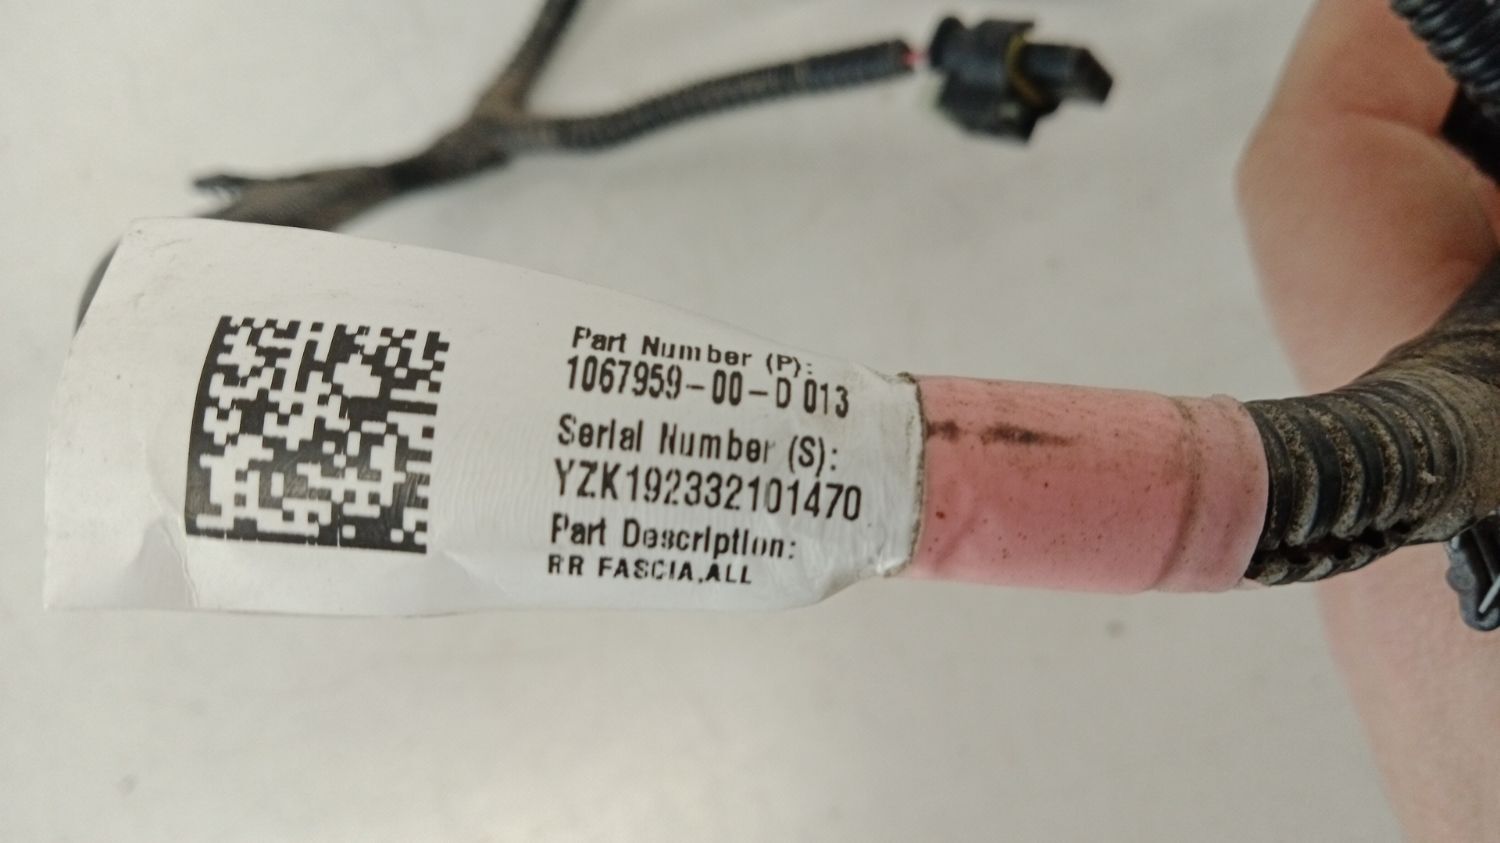 Part Number (P):
1067959-00-D 013
Serial Number (S):
YZK192332101470
Part Description:
RR FASCIA,ALL